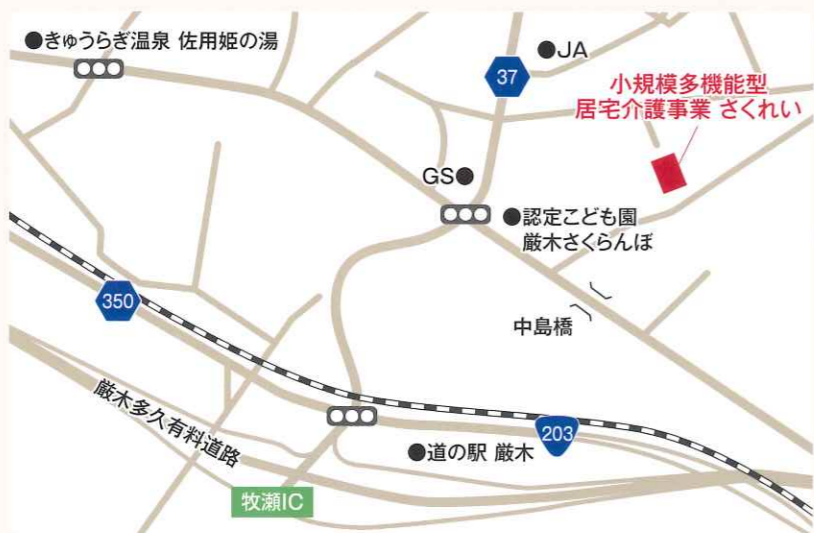 ●きゅうらぎ温泉 佐用姫の湯
●JA
37
小規模多機能型
居宅介護事業 さくれい
GS●
●認定こども園
厳木さくらんぼ
350
中島橋
厳木多久有料道路
203
●道の駅 厳木
牧瀬IC